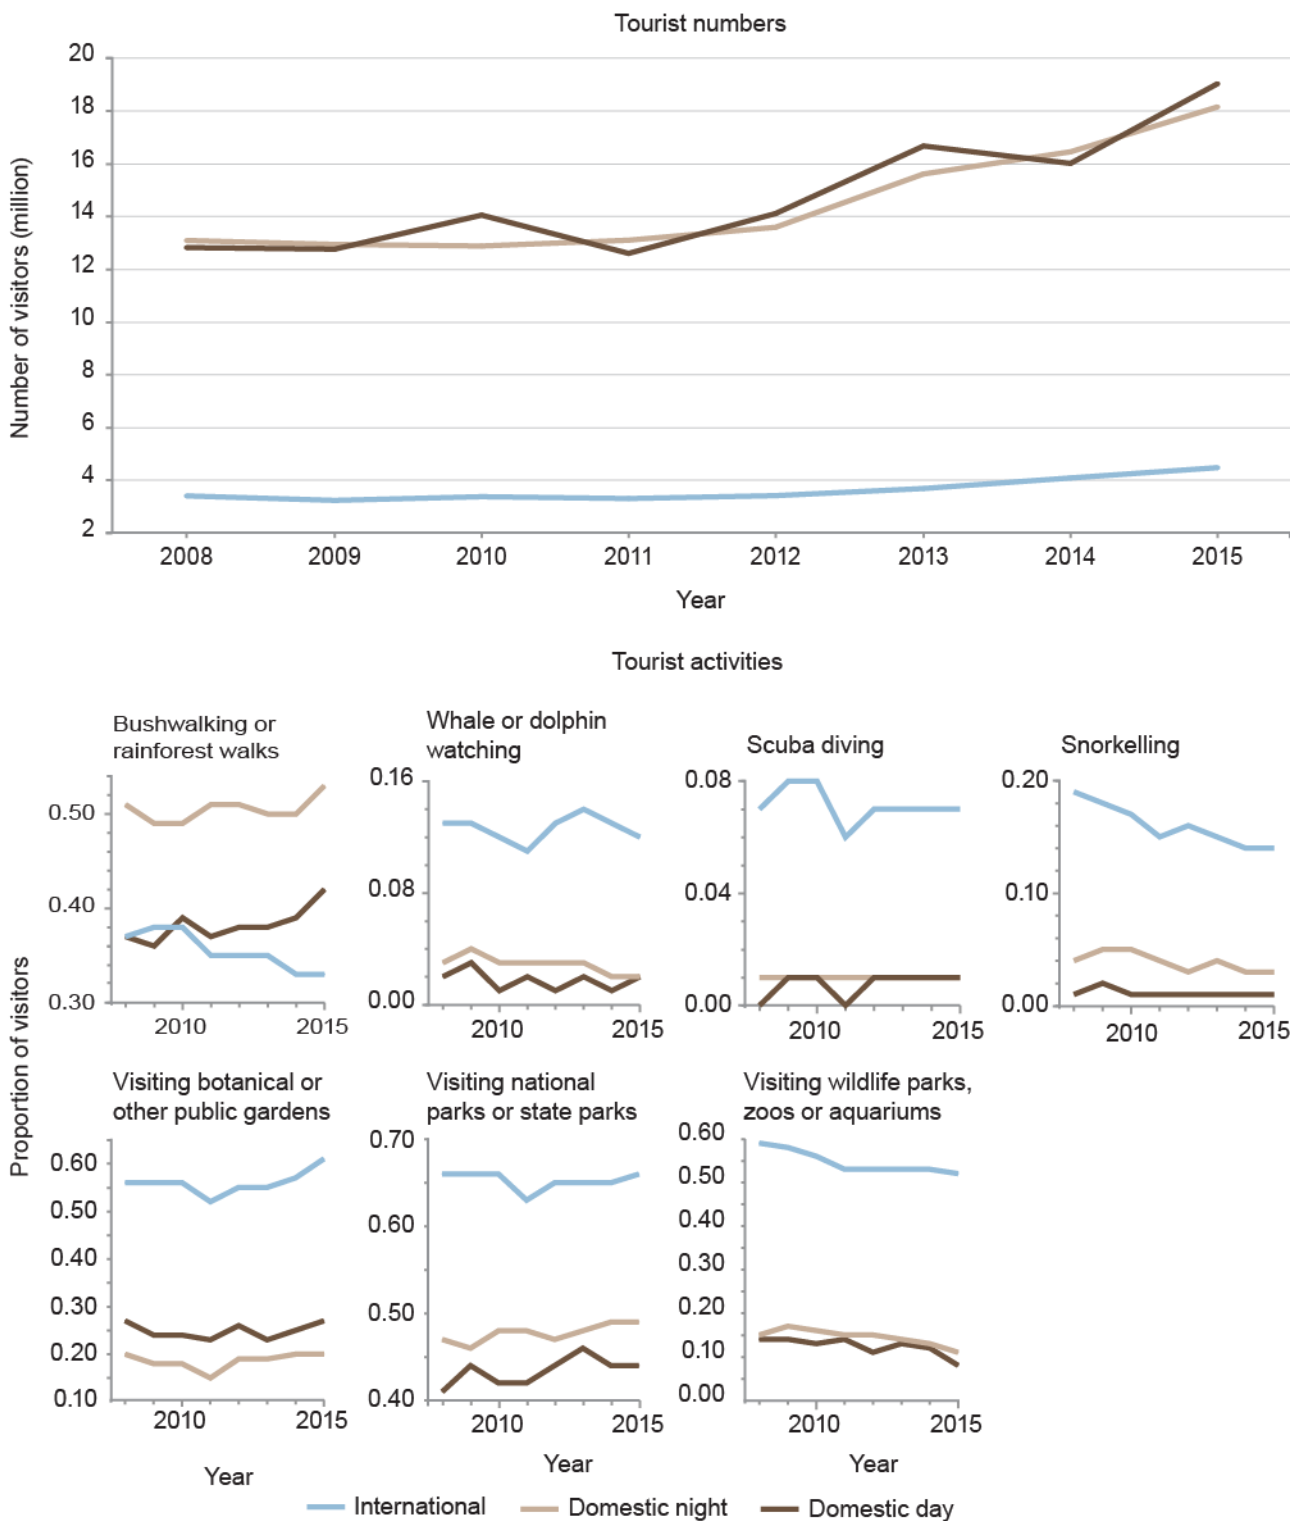 Tourist numbers
20
18
16
14
12
10
8
6
4
2
Number of visitors (million)
2008 2009 2010 2011 2012 2013 2014 2015
Year
Tourist activities
Proportion of visitors
Bushwalking or
rainforest walks
0.50
0.40
0.30
2010 2015
Whale or dolphin
watching
0.16
0.08
0.00
2010 2015
Scuba diving
0.08
0.04
0.00
2010 2015
Snorkelling
0.20
0.10
0.00
2010 2015
Visiting botanical or
other public gardens
0.60
0.50
0.40
0.30
0.20
0.10
2010 2015
Year
Visiting national
parks or state parks
0.70
0.60
0.50
0.40
2010 2015
Year
Visiting wildlife parks,
zoos or aquariums
0.60
0.50
0.40
0.30
0.20
0.10
0.00
2010 2015
Year
International Domestic night Domestic day